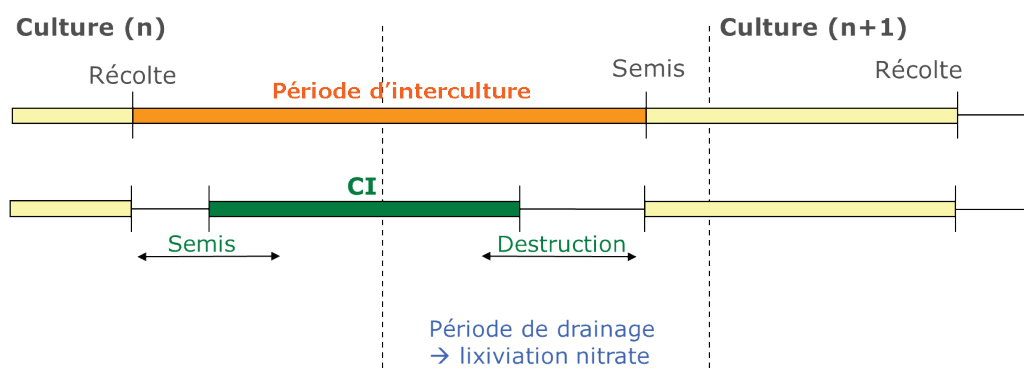 Culture (n)
Culture (n+1)
Récolte
Semis
Récolte
Période d’interculture
CI
Semis
Destruction
Période de drainage
→ lixiviation nitrate